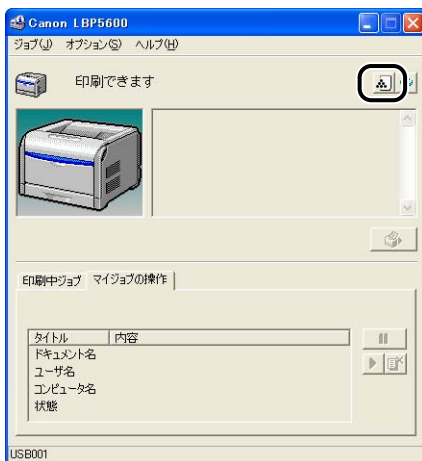 Canon LBP5600
ジョブ(J) オプション(S) ヘルプ(H)
印刷できます
印刷中ジョブ マイジョブの操作
タイトル 内容
ドキュメント名
ユーザ名
コンピュータ名
状態
USB001